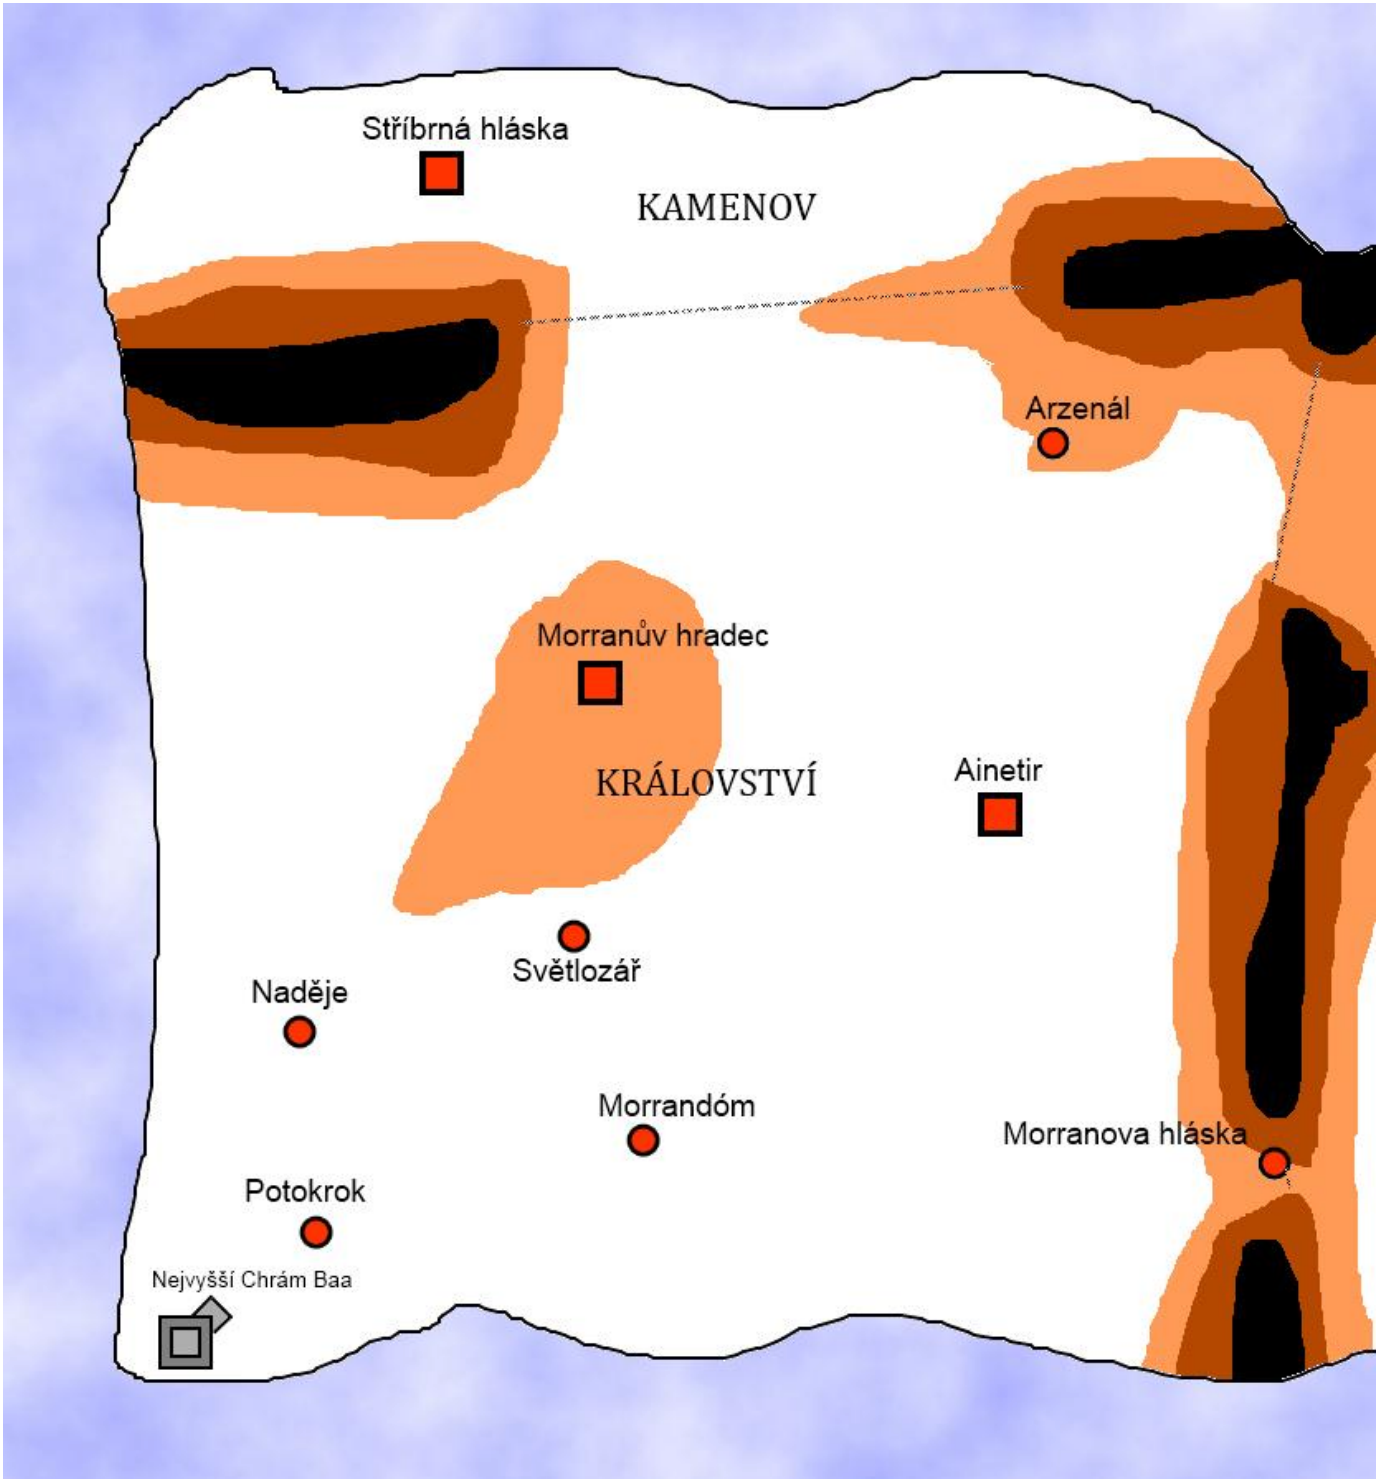 Stříbrná hláska
KAMENOV
Arzenál
Morranův hradec
Ainetir
KRÁLOVSTVÍ
Světlozář
Naděje
Morrandóm
Morranova hláska
Potokrok
Nejvyšší Chrám Baa